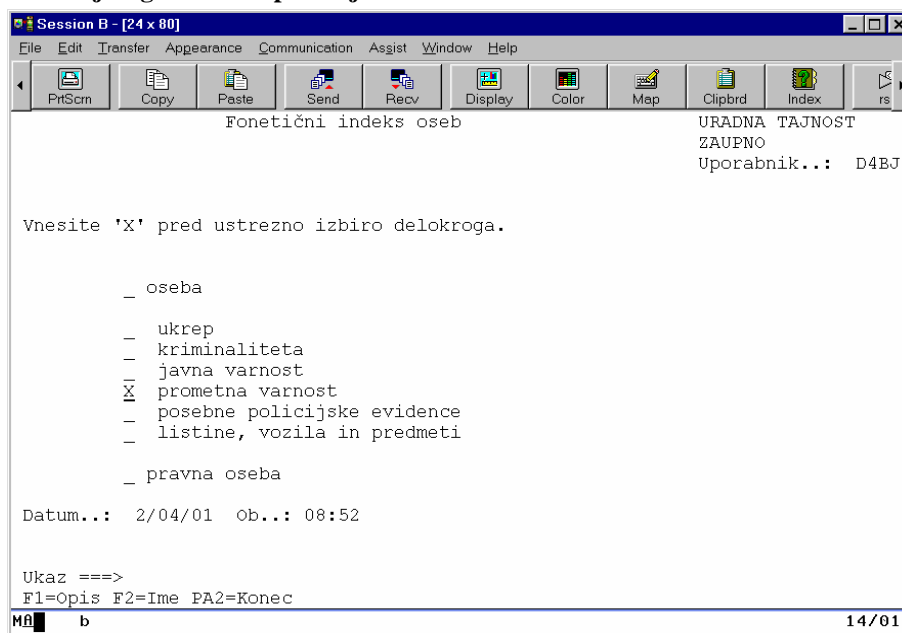 Session B - [24 x 80]
File Edit Transfer Appearance Communication Assist Window Help
PrtScrn Copy Paste Send Recv Display Color Map Clipbrd Index rs
Fonetični indeks oseb URADNA TAJNOST
ZAUPNO
Uporabnik..: D4BJ
Vnesite 'X' pred ustrezno izbiro delokroga.
_ oseba
_ ukrep
_ kriminaliteta
_ javna varnost
X prometna varnost
_ posebne policijske evidence
_ listine, vozila in predmeti
_ pravna oseba
Datum..: 2/04/01 Ob..: 08:52
Ukaz ===>
F1=Opis F2=Ime PA2=Konec
MA b 14/01